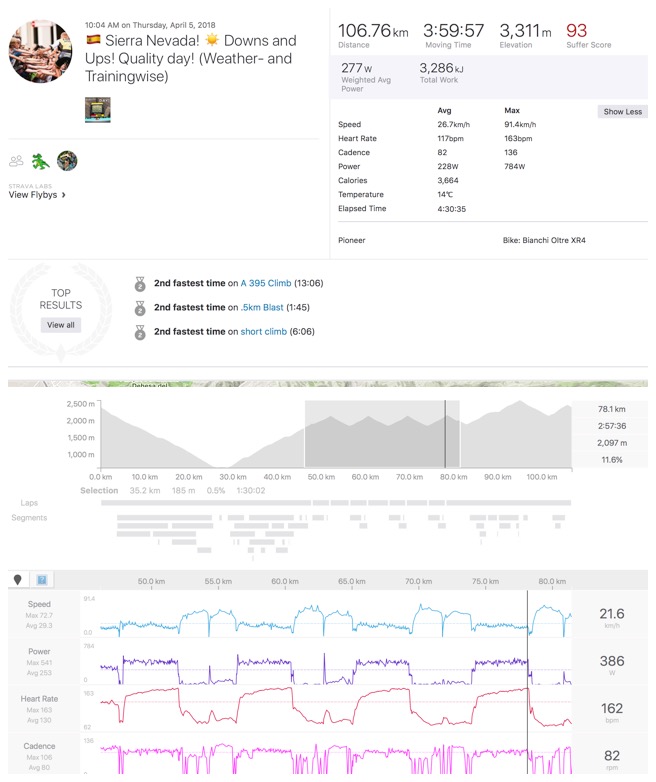 10:04 AM on Thursday, April 5, 2018
🇪🇸 Sierra Nevada! ☀️ Downs and
Ups! Quality day! (Weather- and
Trainingwise)
STRAVA LABS
View Flybys ›
106.76km 3:59:57 3,311m 93
Distance Moving Time Elevation Suffer Score
277W 3,286kJ
Weighted Avg Total Work
Power
Avg Max Show Less
Speed 26.7km/h 91.4km/h
Heart Rate 117bpm 163bpm
Cadence 82 136
Power 228W 784W
Calories 3,664
Temperature 14℃
Elapsed Time 4:30:35
Pioneer Bike: Bianchi Oltre XR4
TOP
RESULTS
View all
2nd fastest time on A 395 Climb (13:06)
2nd fastest time on .5km Blast (1:45)
2nd fastest time on short climb (6:06)
Dehesa del
2,500 m
2,000 m
1,500 m
1,000 m
78.1 km
2:57:36
2,097 m
11.6%
0.0 km 10.0 km 20.0 km 30.0 km 40.0 km 50.0 km 60.0 km 70.0 km 80.0 km 90.0 km 100.0 km
Selection 35.2 km 185 m 0.5% 1:30:02
Laps
Segments
50.0 km 55.0 km 60.0 km 65.0 km 70.0 km 75.0 km 80.0 km
Speed 91.4
Max 72.7
Avg 29.3 0.0
21.6
km/h
Power 784
Max 541
Avg 253 0
386
W
Heart Rate 163
Max 163
Avg 130 62
162
bpm
Cadence 136
Max 106
Avg 80
82
rpm